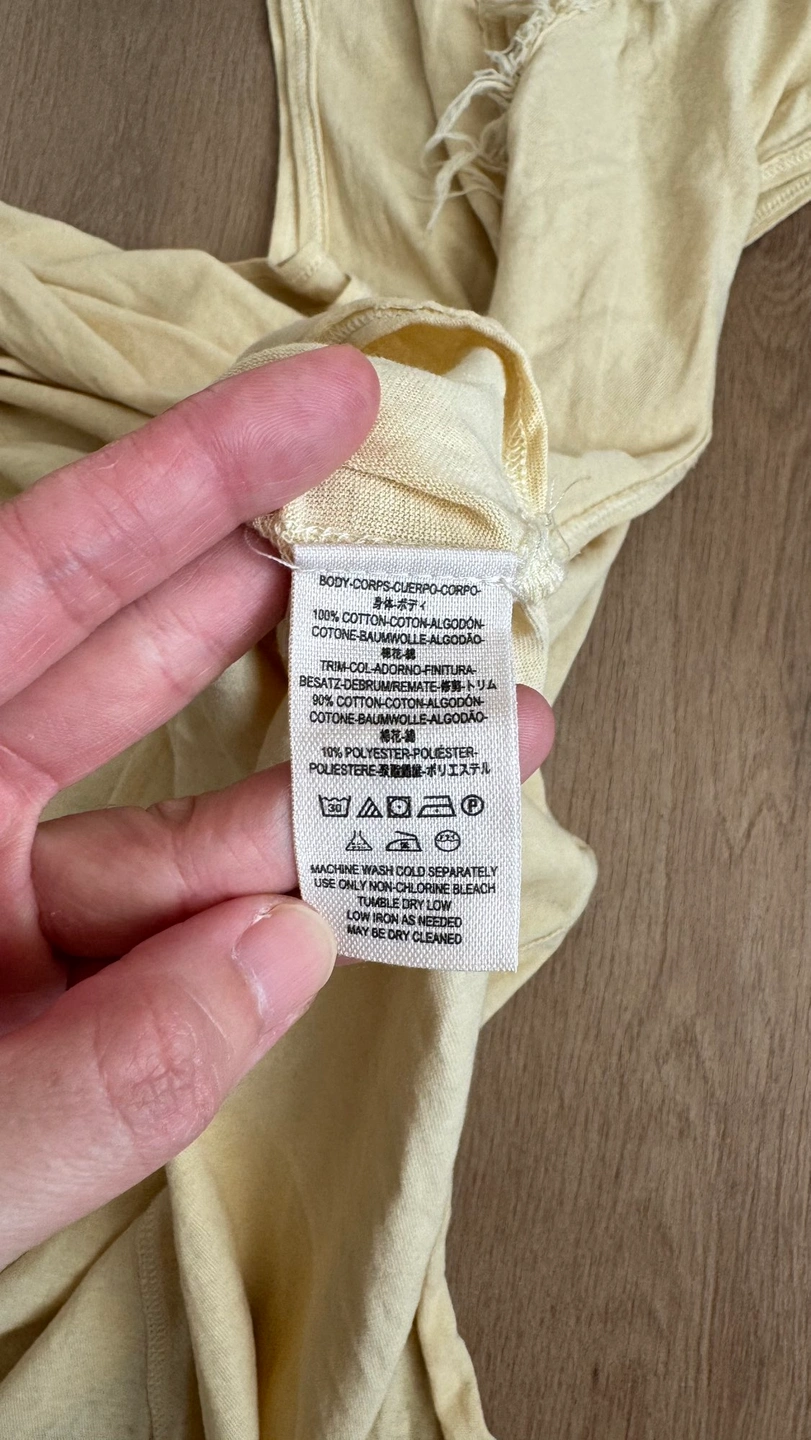 BODY-CORPS-CUERPO-CORPO-
身体-ボディ
100% COTTON-COTON-ALGODÓN-
COTONE-BAUMWOLLE-ALGODÃO-
棉花-綿
TRIM-COL-ADORNO-FINITURA-
BESATZ-DEBRUM/REMATE-修剪-トリム
90% COTTON-COTON-ALGODÓN-
COTONE-BAUMWOLLE-ALGODÃO-
棉花-綿
10% POLYESTER-POLIÉSTER-
POLIESTERE-聚酯纖維-ポリエステル
30 P
MACHINE WASH COLD SEPARATELY
USE ONLY NON-CHLORINE BLEACH
TUMBLE DRY LOW
LOW IRON AS NEEDED
MAY BE DRY CLEANED